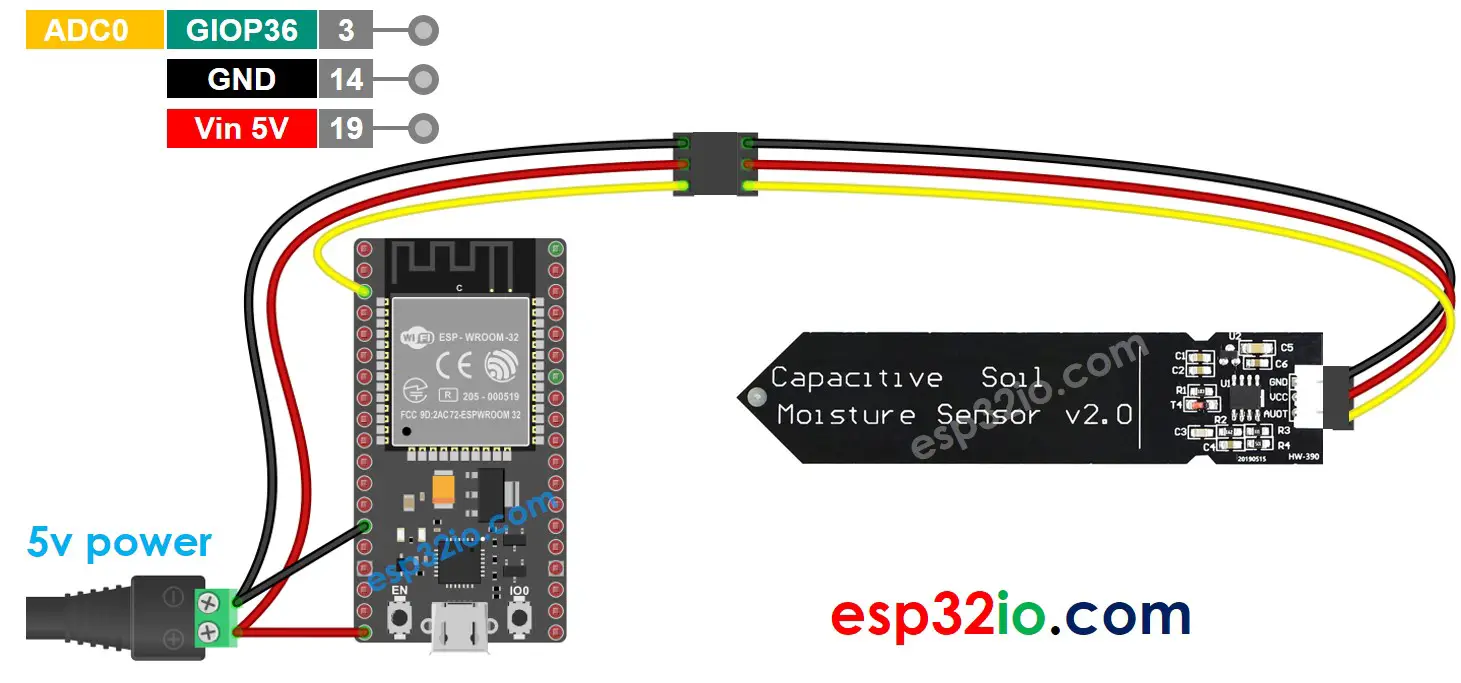 ADC0 GIOP36 3
GND 14
Vin 5V 19
C
WiFi ESP-WROOM-32
CE
R 205-000519
FCC 9D:2AC72-ESPWROOM 32
esp32io.com
EN
IO0
5v power
Capacitive Soil
Moisture Sensor v2.0
esp32io.com
U2
C5
C1
C6
C2
U1
GND
R1
VCC
T4
AUOT
R2
C3
R3
C4
R4
20190515
HW-390
esp32io.com